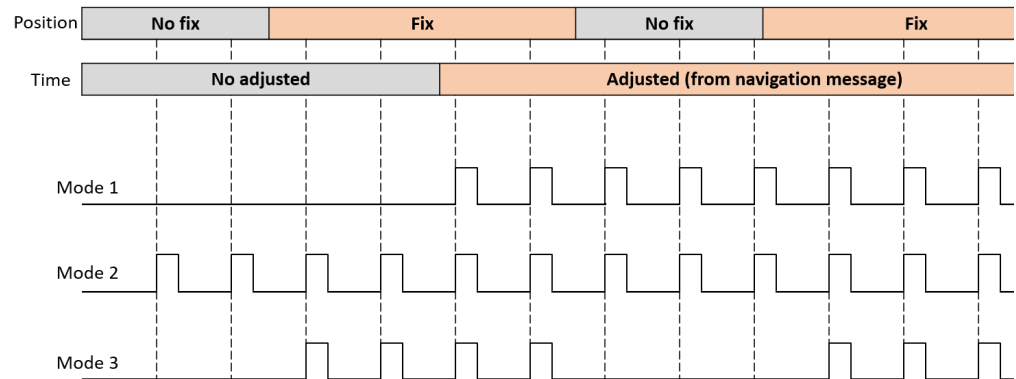 Position No fix Fix No fix Fix
Time No adjusted Adjusted (from navigation message)
Mode 1
Mode 2
Mode 3